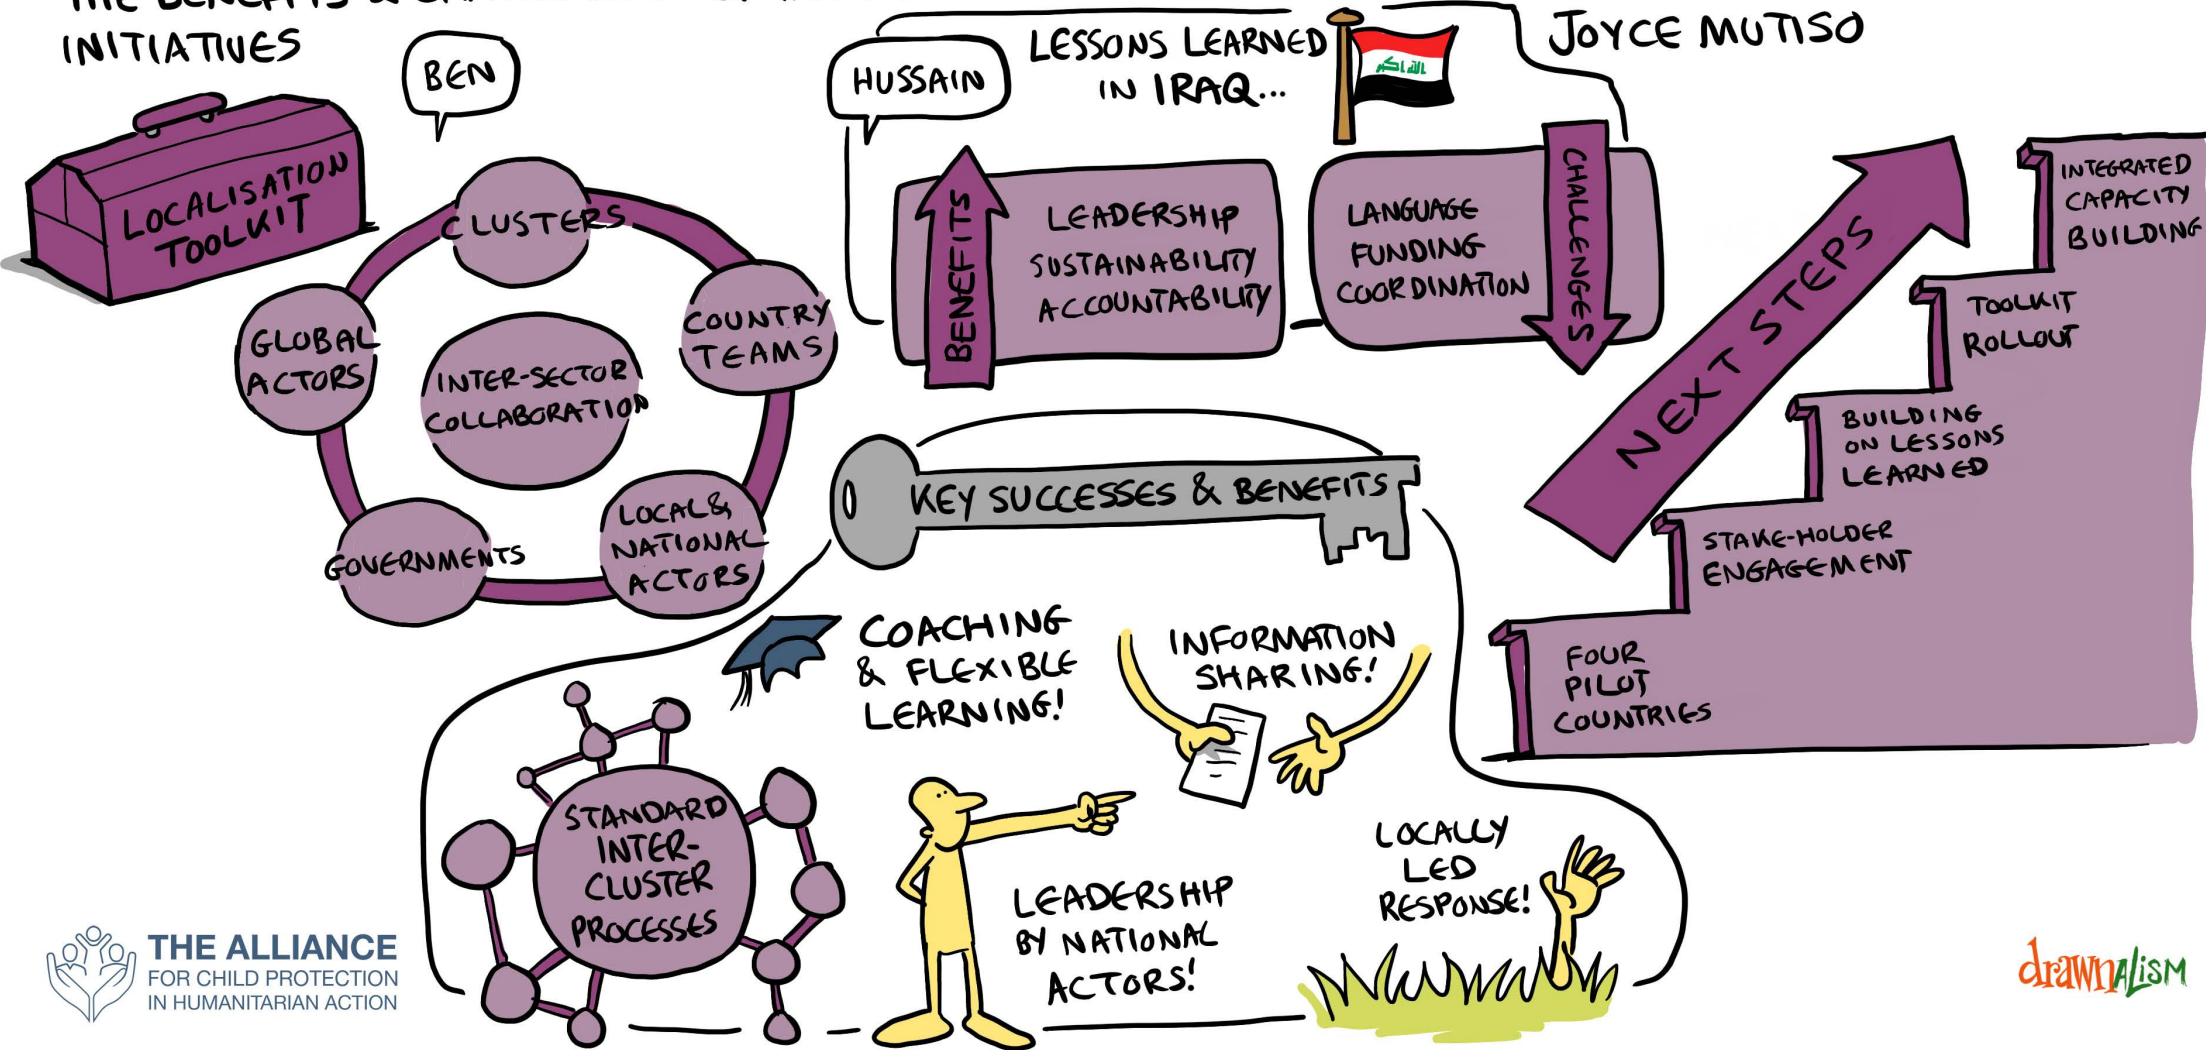 THE BENEFITS &
INITIATIVES
BEN
LOCALISATION
TOOLKIT
CLUSTERS
GLOBAL
ACTORS
COUNTRY
TEAMS
INTER-SECTOR
COLLABORATION
GOVERNMENTS
LOCAL &
NATIONAL
ACTORS
HUSSAIN
LESSONS LEARNED
IN IRAQ...
الله اكبر
BENEFITS
LEADERSHIP
SUSTAINABILITY
ACCOUNTABILITY
LANGUAGE
FUNDING
COORDINATION
CHALLENGES
JOYCE MUTISO
NEXT STEPS
INTEGRATED
CAPACITY
BUILDING
TOOLKIT
ROLLOUT
BUILDING
ON LESSONS
LEARNED
STAKE-HOLDER
ENGAGEMENT
FOUR
PILOT
COUNTRIES
KEY SUCCESSES & BENEFITS
COACHING
& FLEXIBLE
LEARNING!
INFORMATION
SHARING!
STANDARD
INTER-
CLUSTER
PROCESSES
LEADERSHIP
BY NATIONAL
ACTORS!
LOCALLY
LED
RESPONSE!
THE ALLIANCE
FOR CHILD PROTECTION
IN HUMANITARIAN ACTION
drawnalism